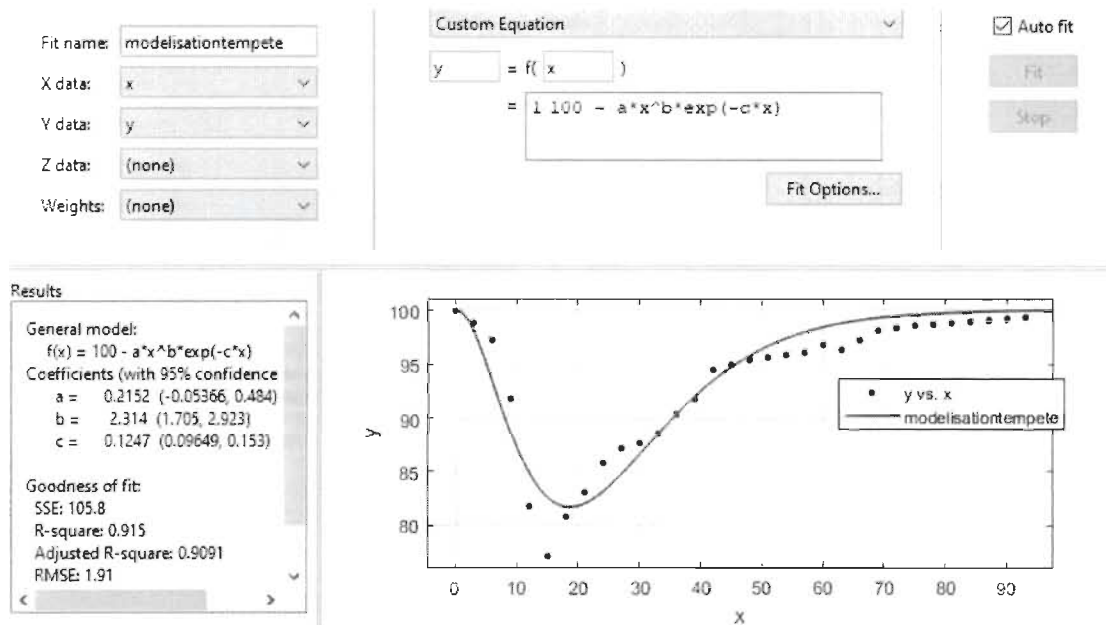 Fit name: modelisationtempete
X data: x
Y data: y
Z data: (none)
Weights: (none)
Custom Equation
y = f( x )
= 1 100 - a*x^b*exp(-c*x)
Fit Options...
Auto fit
Fit
Stop
Results
General model:
f(x) = 100 - a*x^b*exp(-c*x)
Coefficients (with 95% confidence
a = 0.2152 (-0.05366, 0.484)
b = 2.314 (1.705, 2.923)
c = 0.1247 (0.09649, 0.153)
Goodness of fit:
SSE: 105.8
R-square: 0.915
Adjusted R-square: 0.9091
RMSE: 1.91
100
95
90
85
80
y
0 10 20 30 40 50 60 70 80 90
x
y vs. x
modelisationtempete